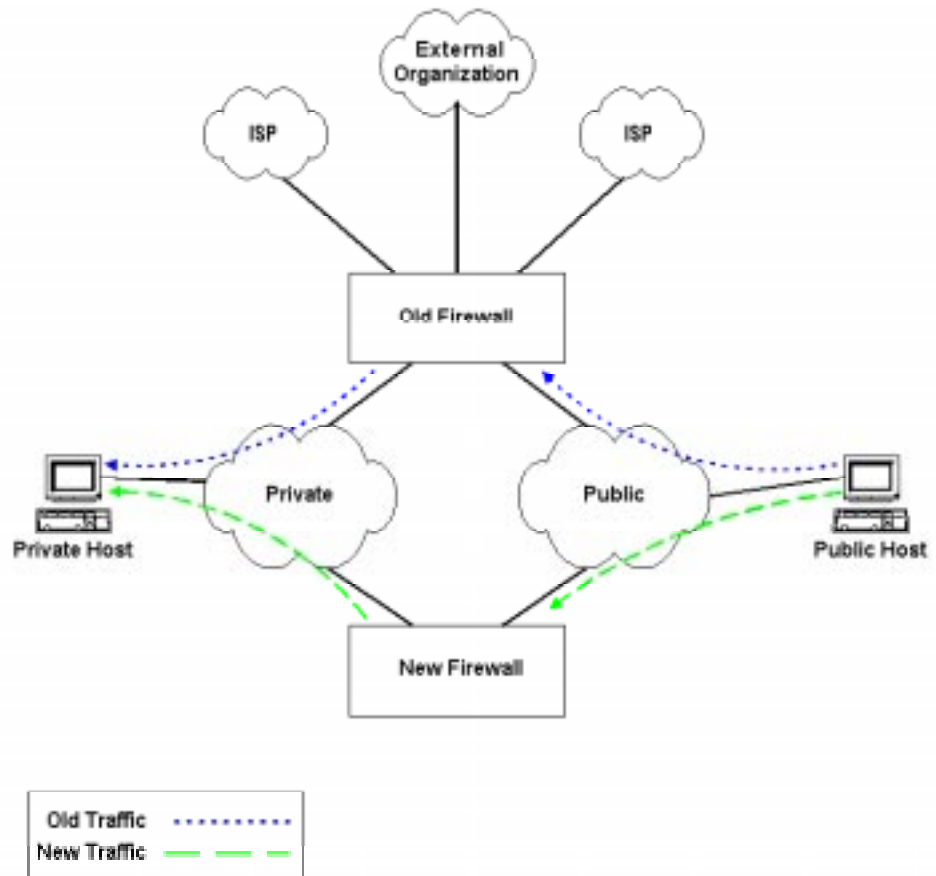 External
Organization
ISP
ISP
Old Firewall
Private
Public
Private Host
Public Host
New Firewall
Old Traffic
New Traffic